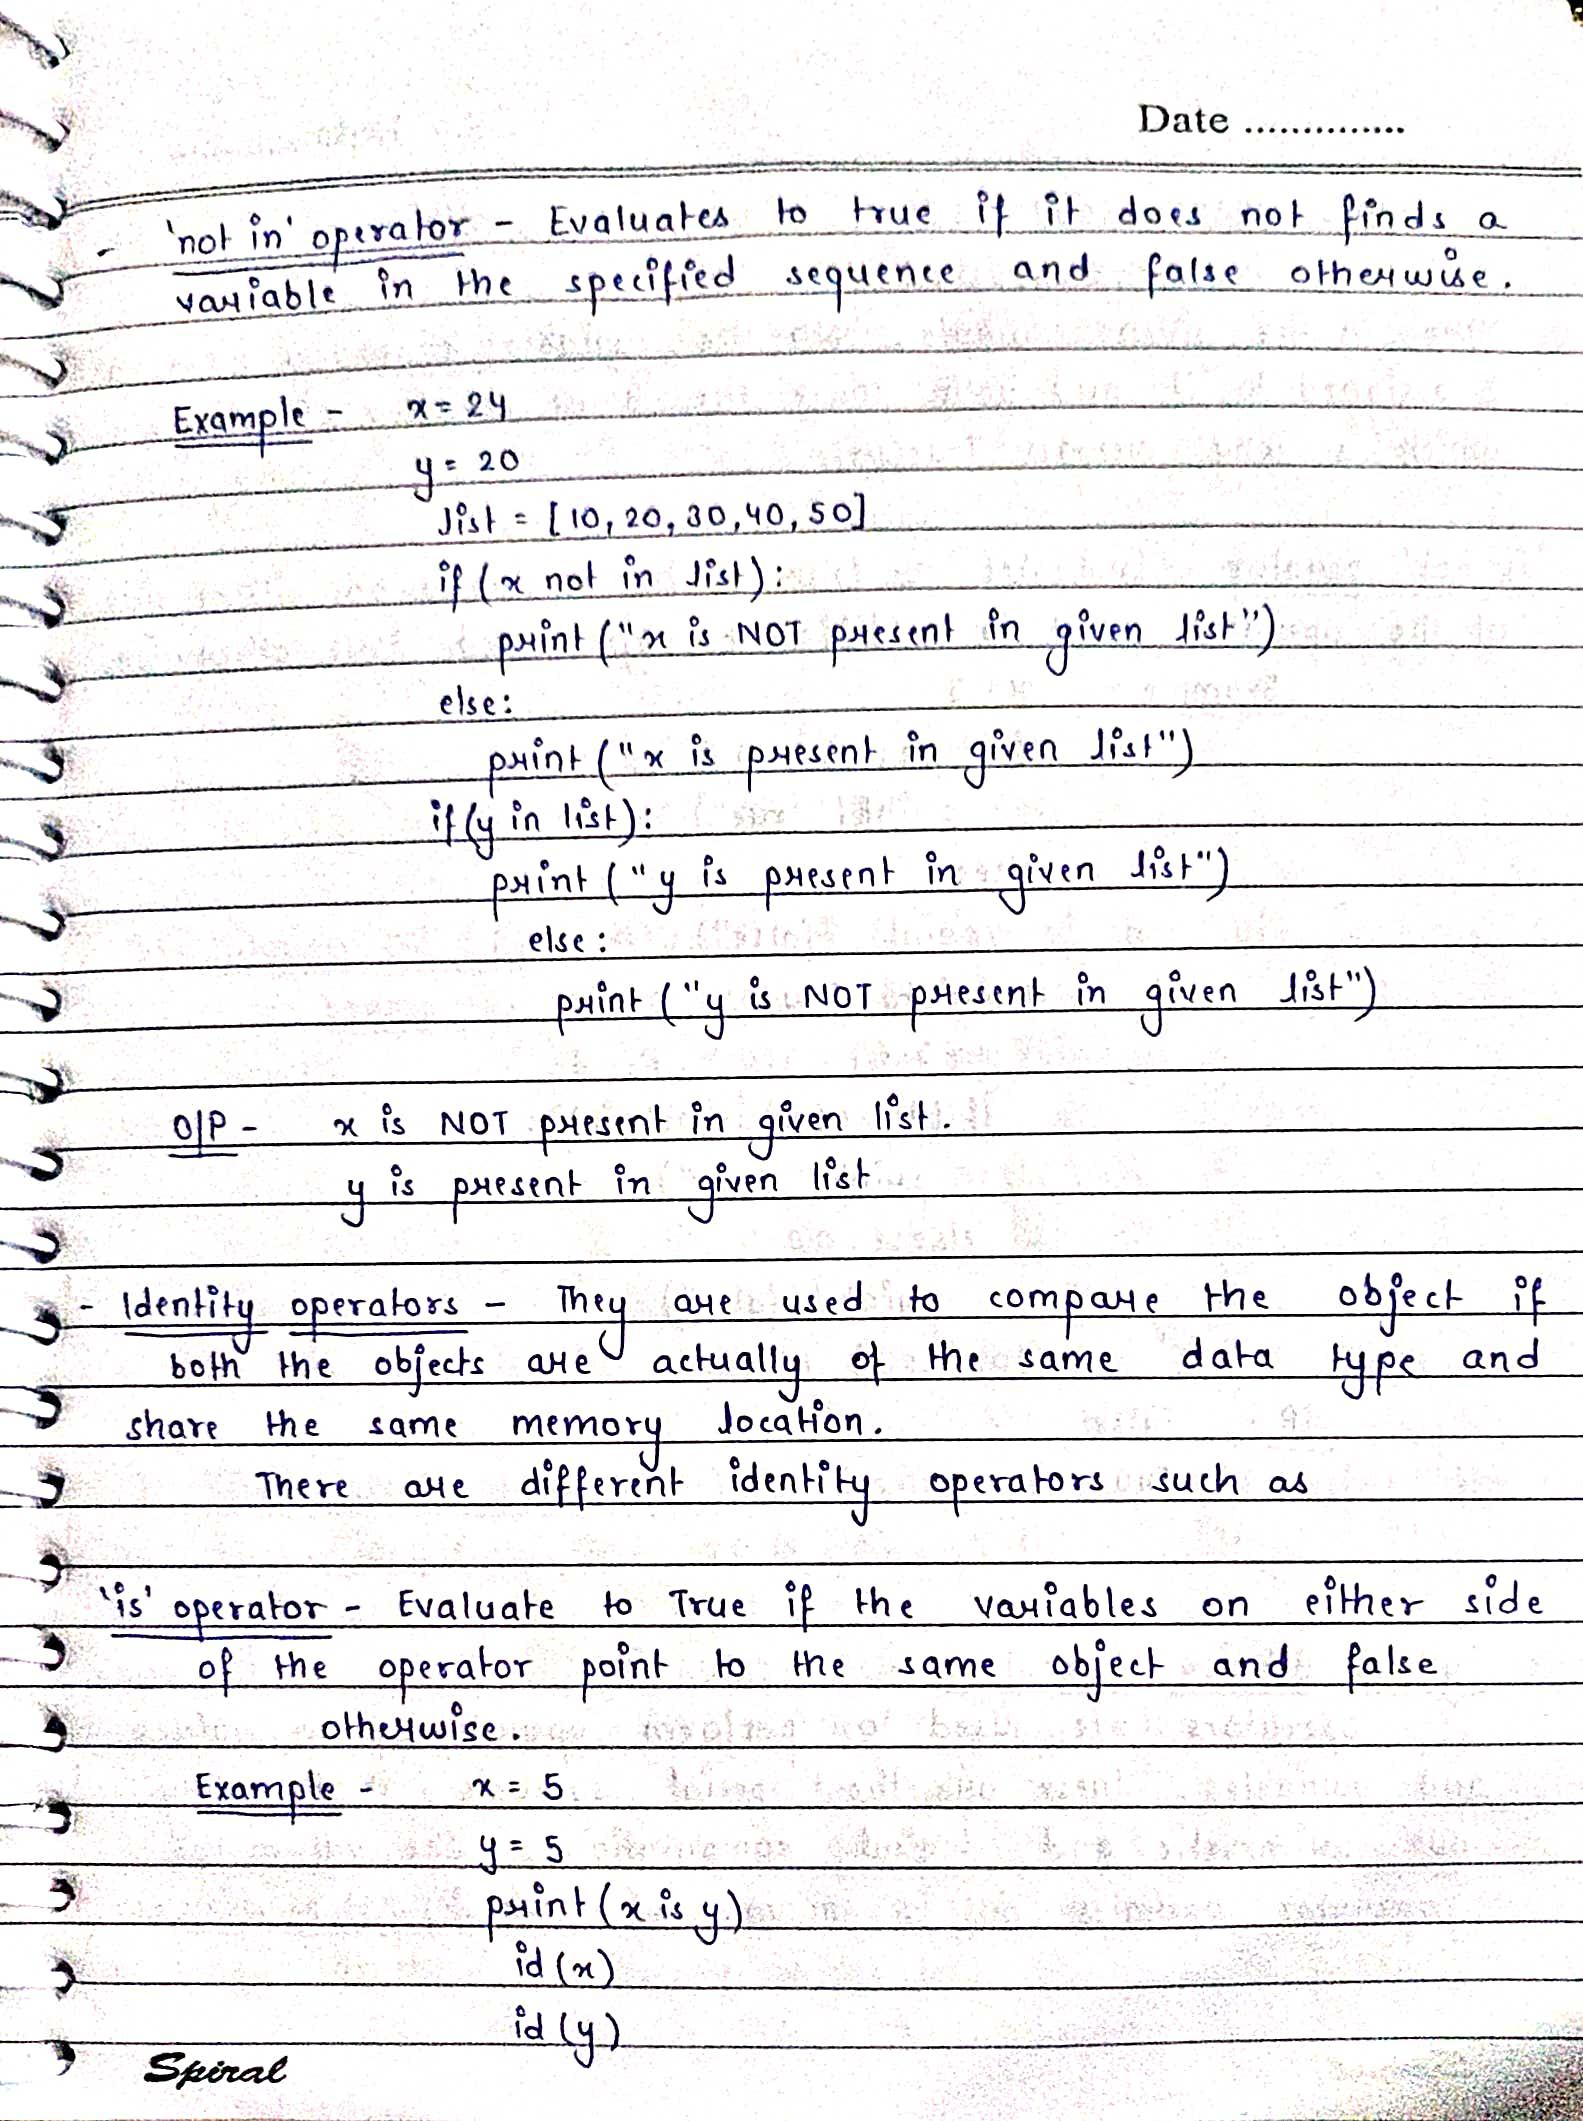 Date ..............
- 'not in' operator - Evaluates to true if it does not finds a
variable in the specified sequence and false otherwise.
Example - x = 24
y = 20
list = [10, 20, 30, 40, 50]
if (x not in list):
print ("x is NOT present in given list")
else:
print ("x is present in given list")
if (y in list):
print ("y is present in given list")
else:
print ("y is NOT present in given list")
O/P - x is NOT present in given list.
y is present in given list
- Identity operators - They are used to compare the object if
both the objects are actually of the same data type and
share the same memory location.
There are different identity operators such as
'is' operator - Evaluate to True if the variables on either side
of the operator point to the same object and false
otherwise.
Example - x = 5
y = 5
print (x is y)
id (x)
id (y)
Spiral